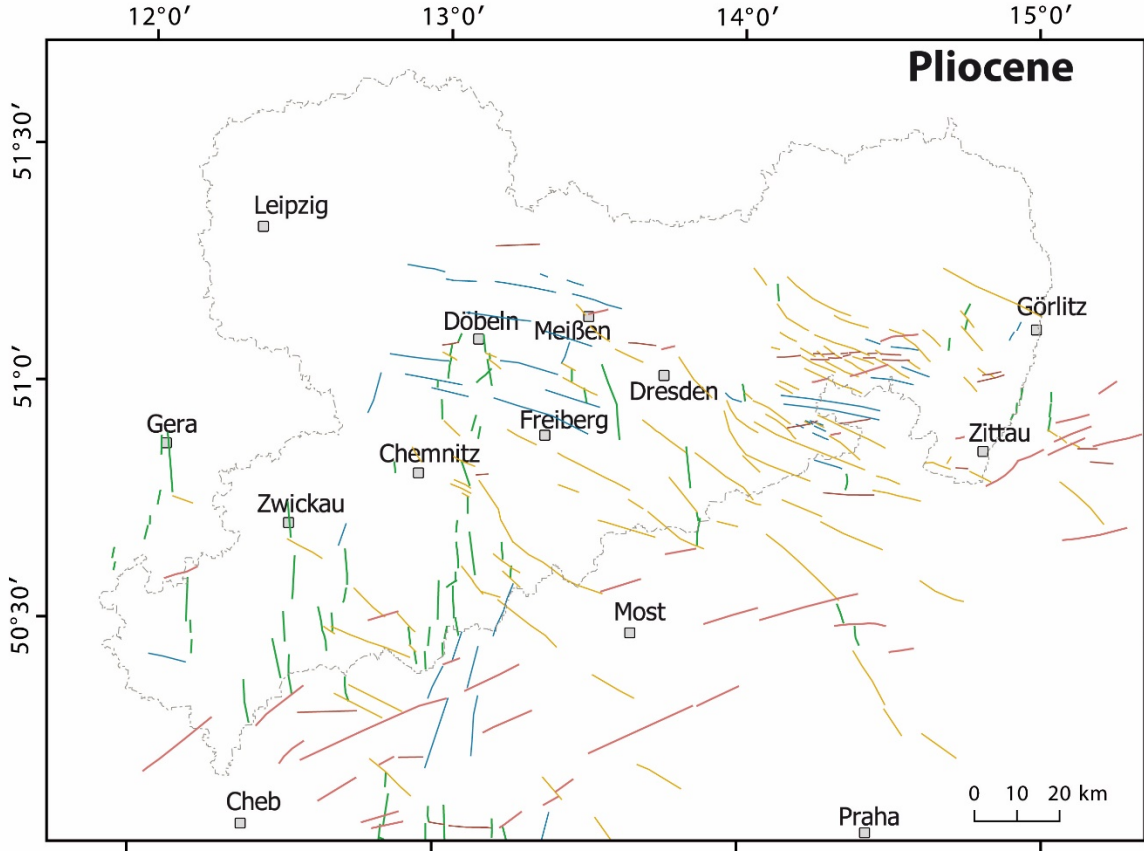 12°0′ 13°0′ 14°0′ 15°0′
Pliocene
51°30′
Leipzig
Görlitz
Döbeln Meißen
51°0′
Dresden
Gera
Freiberg
Zittau
Chemnitz
Zwickau
50°30′
Most
Cheb
0 10 20 km
Praha